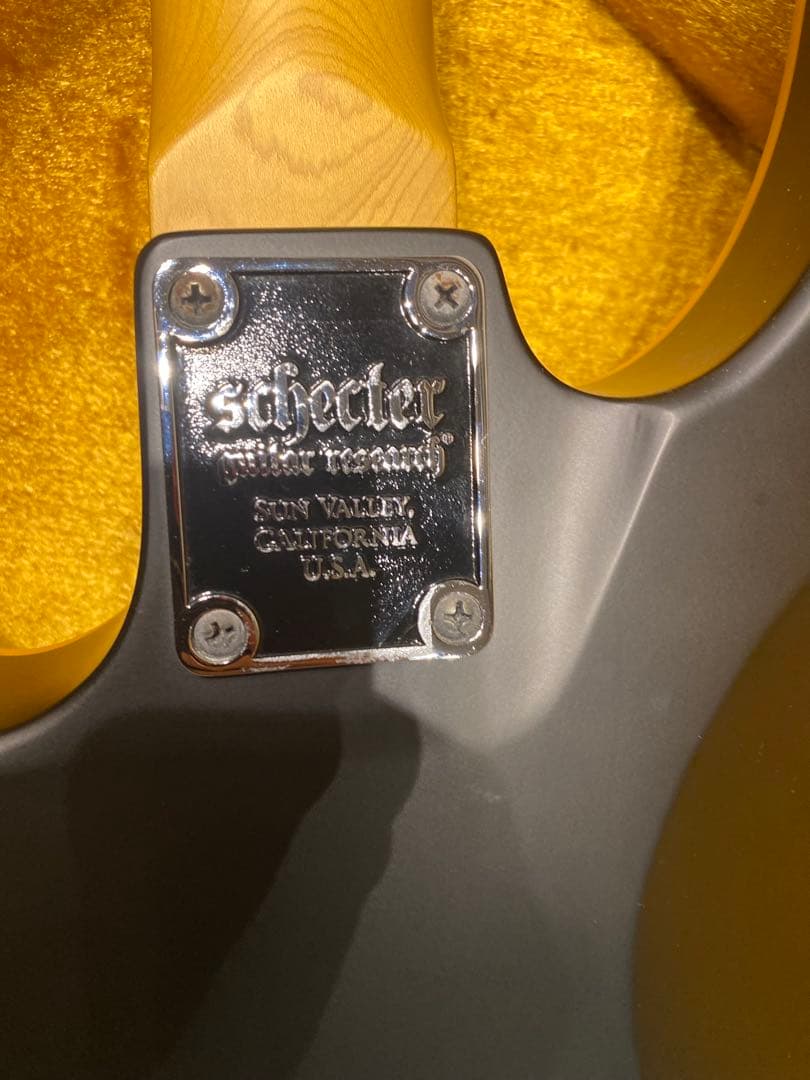 schecter
guitar research®
SUN VALLEY,
CALIFORNIA
U.S.A.